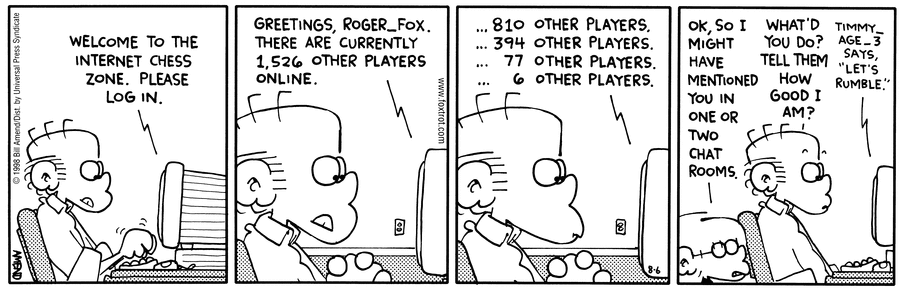 © 1998 Bill Amend/Dist. by Universal Press Syndicate
WELCOME TO THE
INTERNET CHESS
ZONE. PLEASE
LOG IN.
AMEND
GREETINGS, ROGER_FOX.
THERE ARE CURRENTLY
1,526 OTHER PLAYERS
ONLINE.
www.foxtrot.com
... 810 OTHER PLAYERS.
... 394 OTHER PLAYERS.
... 77 OTHER PLAYERS.
... 6 OTHER PLAYERS.
8-6
OK, SO I
MIGHT
HAVE
MENTIONED
YOU IN
ONE OR
TWO
CHAT
ROOMS.
WHAT'D
YOU DO?
TELL THEM
HOW
GOOD I
AM?
TIMMY_
AGE_3
SAYS,
"LET'S
RUMBLE."